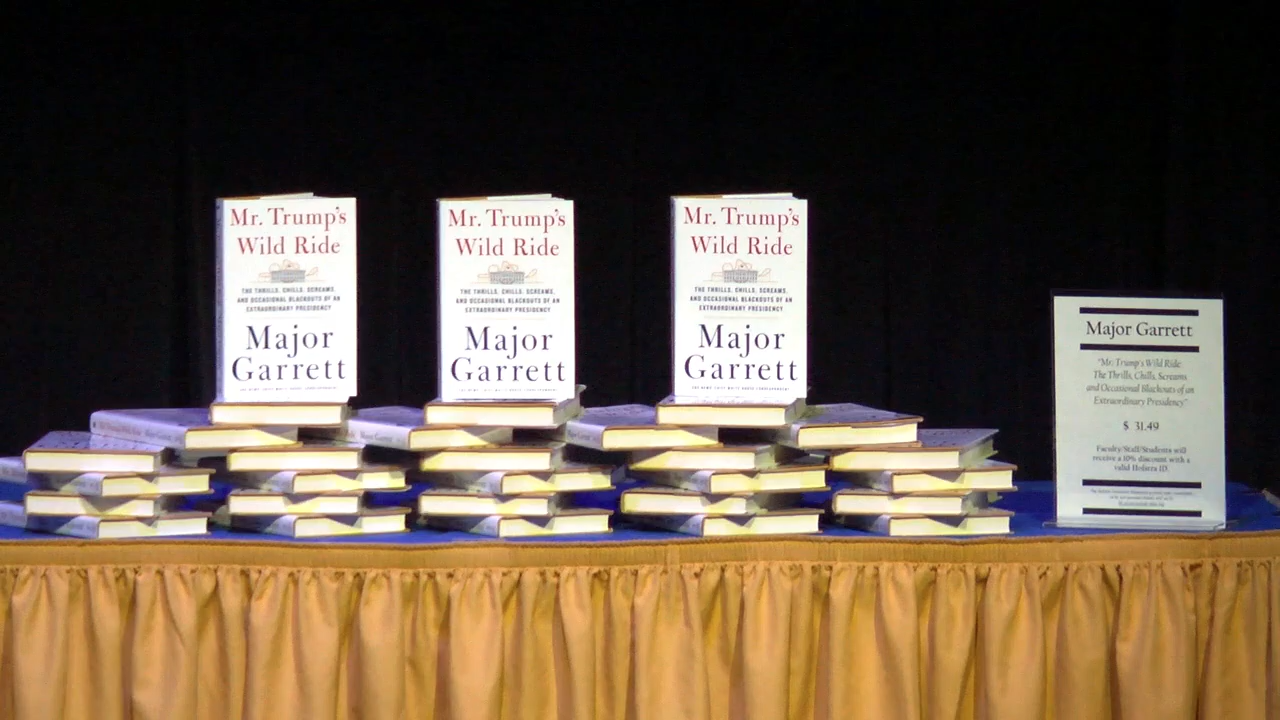 Mr. Trump's
Wild Ride
THE THRILLS, CHILLS, SCREAMS,
AND OCCASIONAL BLACKOUTS OF AN
EXTRAORDINARY PRESIDENCY
Major
Garrett
Mr. Trump's
Wild Ride
THE THRILLS, CHILLS, SCREAMS,
AND OCCASIONAL BLACKOUTS OF AN
EXTRAORDINARY PRESIDENCY
Major
Garrett
Mr. Trump's
Wild Ride
THE THRILLS, CHILLS, SCREAMS,
AND OCCASIONAL BLACKOUTS OF AN
EXTRAORDINARY PRESIDENCY
Major
Garrett
Major Garrett
"Mr. Trump's Wild Ride:
The Thrills, Chills, Screams
and Occasional Blackouts of an
Extraordinary Presidency"
$ 31.49
Faculty/Staff/Students will
receive a 10% discount with a
valid Hofstra ID.